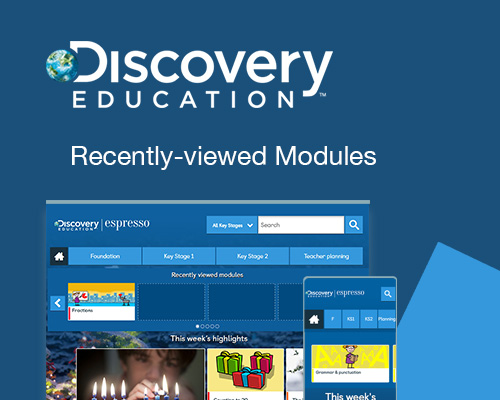 Discovery
EDUCATION ™
Recently-viewed Modules
Discovery
EDUCATION
espresso
All Key Stages
Search
Foundation
Key Stage 1
Key Stage 2
Teacher planning
Recently viewed modules
Fractions
This week's highlights
Counting to 20
Discovery
EDUCATION
espresso
F
KS1
KS2
Planning
Grammar & punctuation
This week's